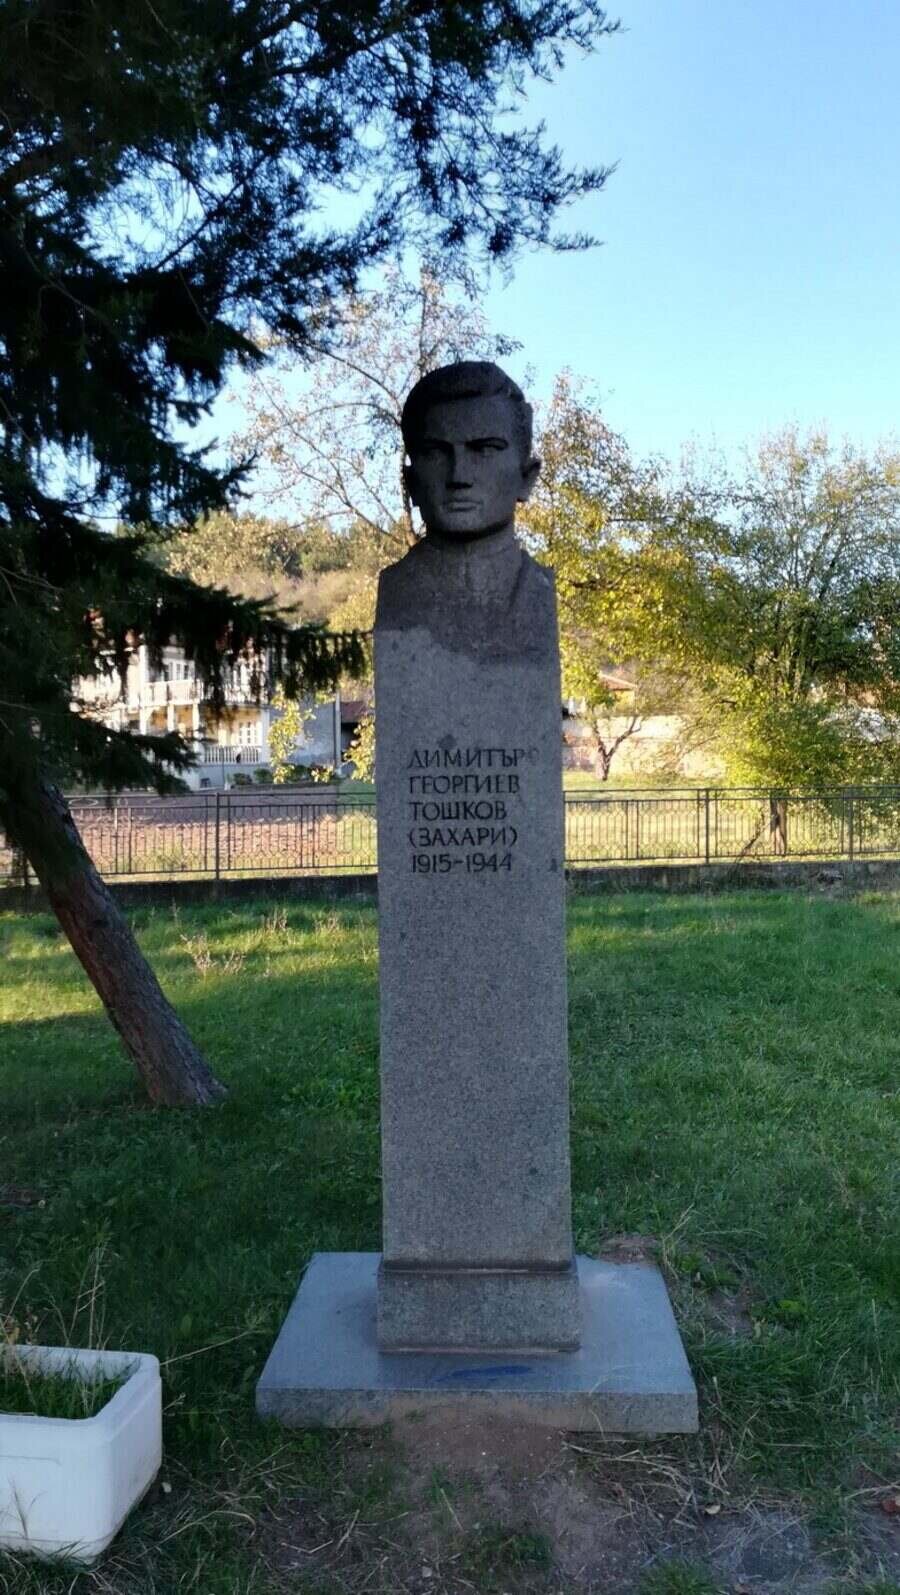 ДИМИТЪР
ГЕОРГИЕВ
ТОШКОВ
(ЗАХАРИ)
1915-1944